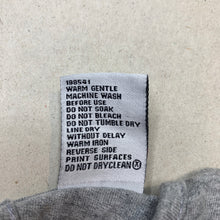 188541
WARM GENTLE
MACHINE WASH
BEFORE USE
DO NOT SOAK
DO NOT BLEACH
DO NOT TUMBLE DRY
LINE DRY
WITHOUT DELAY
WARM IRON
REVERSE SIDE
PRINT SURFACES
DO NOT DRYCLEAN